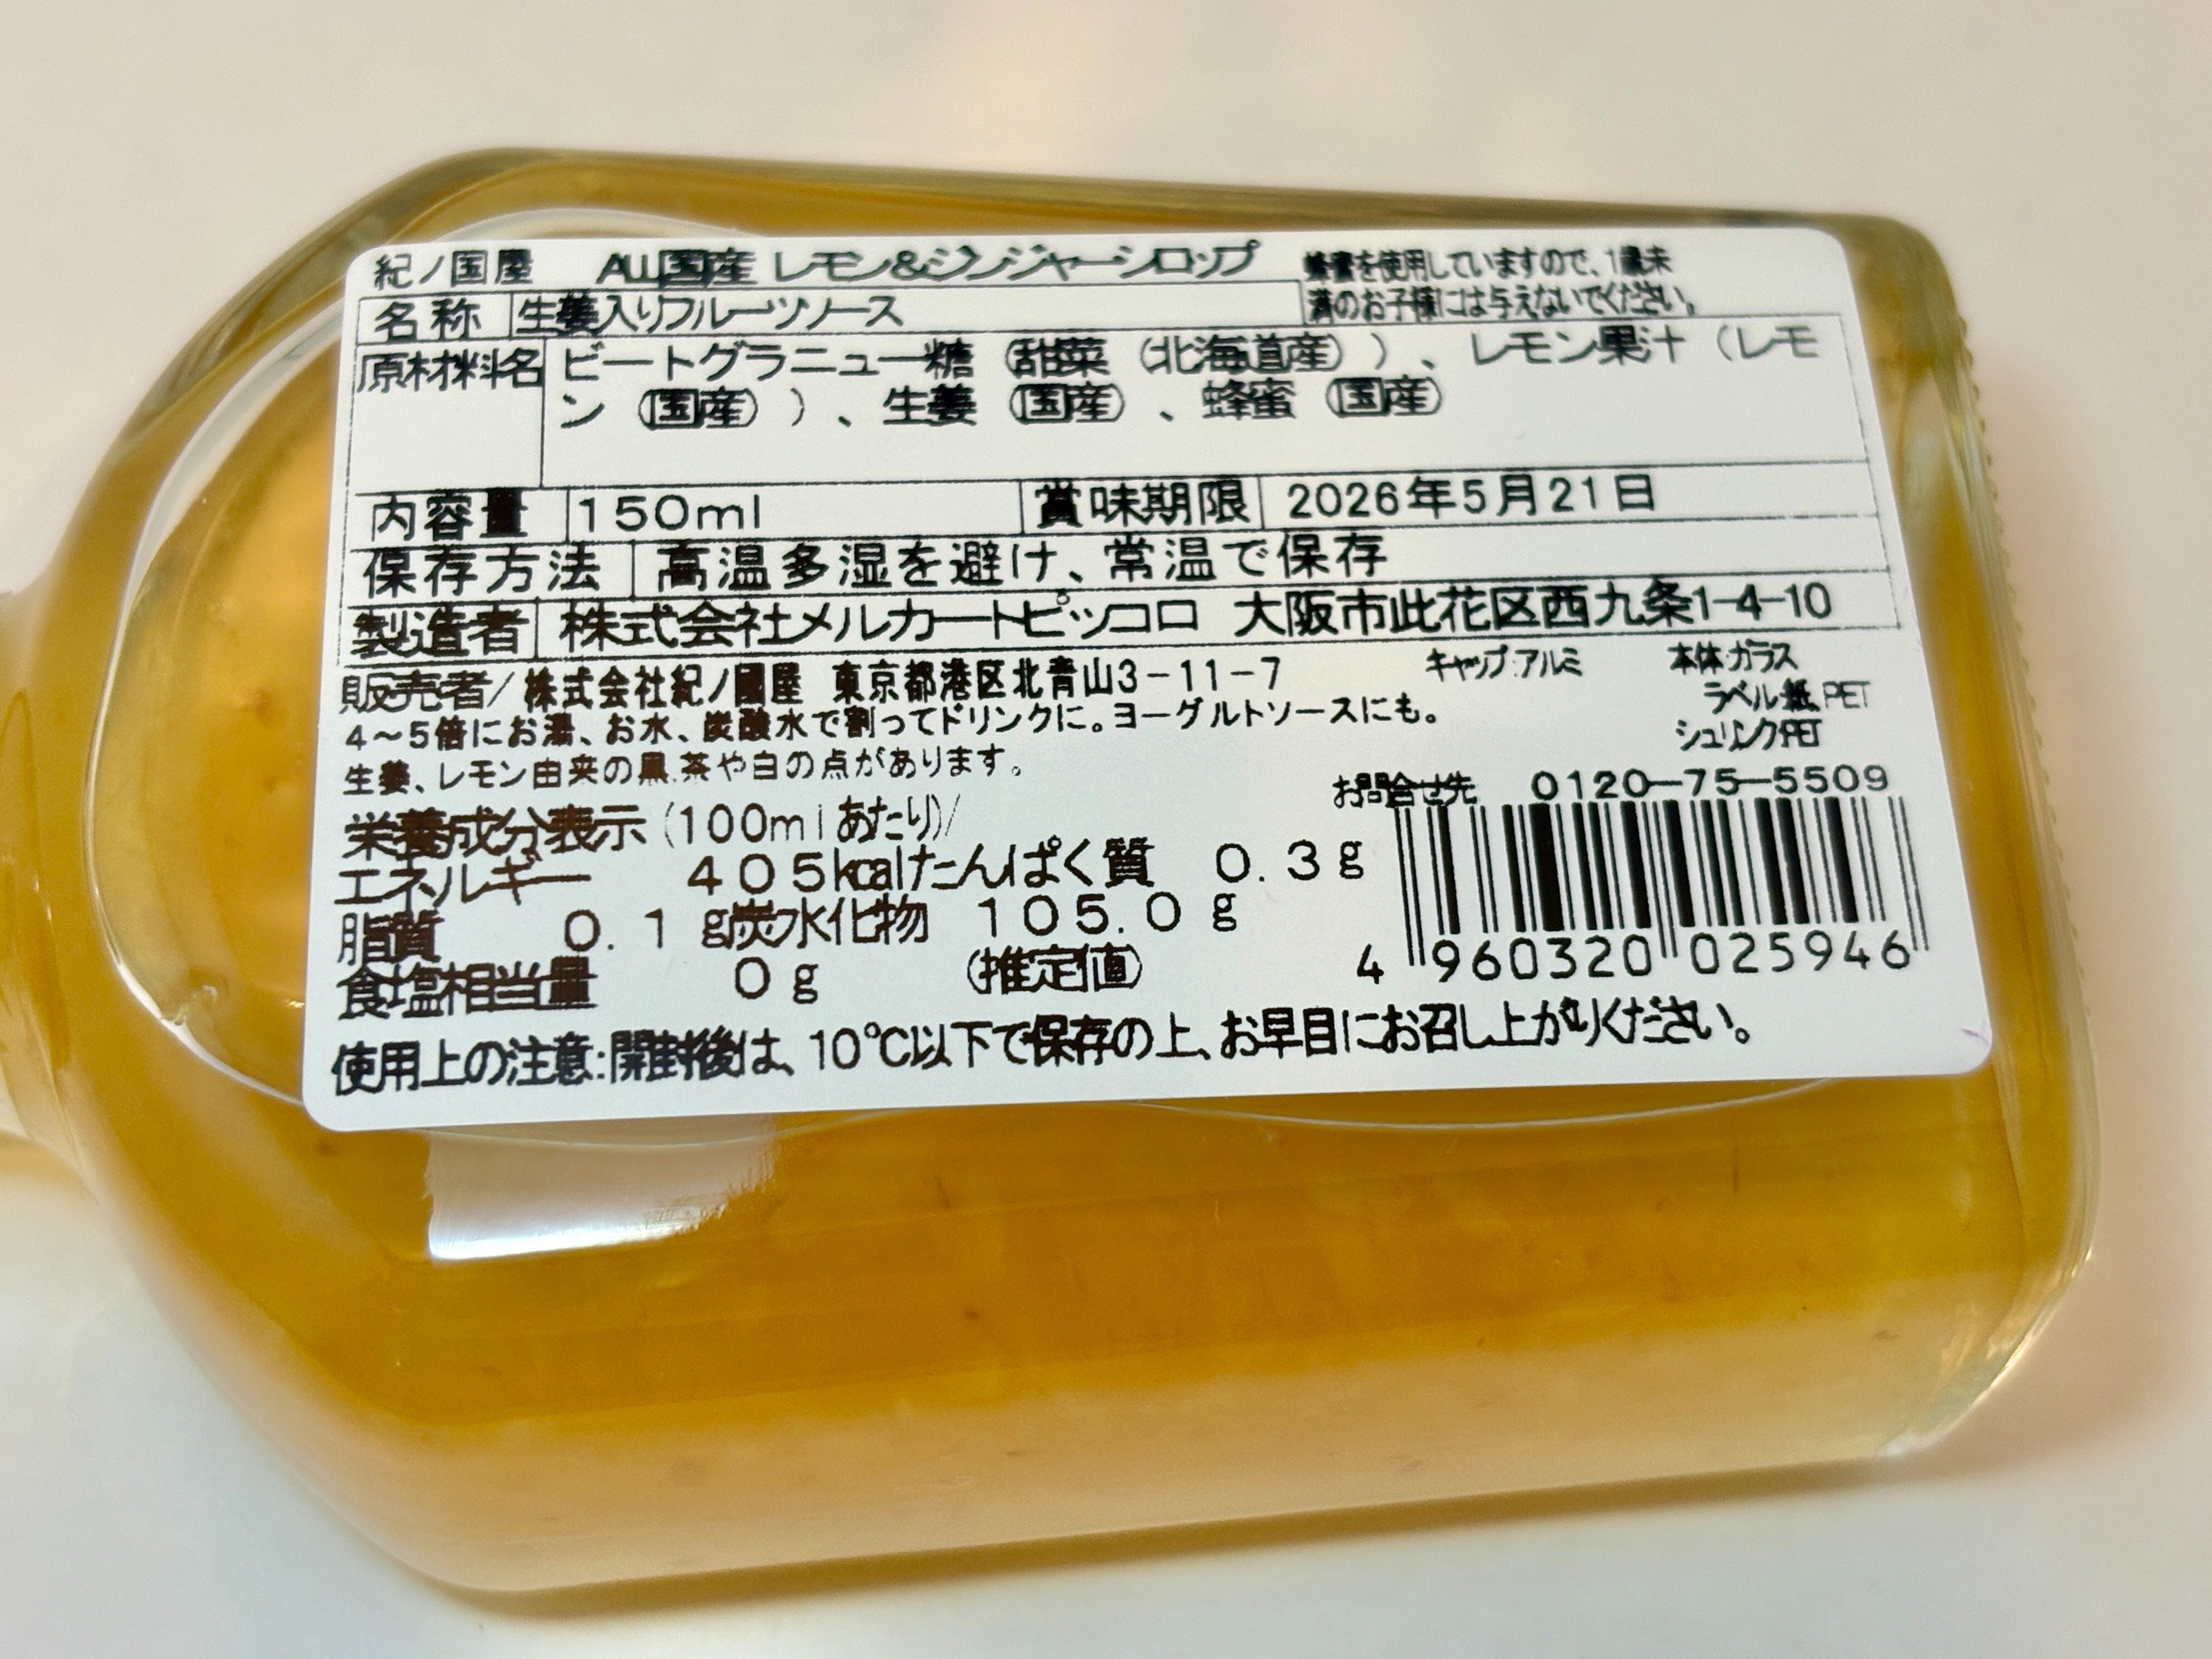 紀ノ国屋 ALL国産 レモン&ジンジャーシロップ
蜂蜜を使用していますので、1歳未
満のお子様には与えないでください。
名称 生姜入りフルーツソース
原材料名 ビートグラニュー糖（甜菜（北海道産））、レモン果汁（レモ
ン（国産））、生姜（国産）、蜂蜜（国産）
内容量 150ml 賞味期限 2026年5月21日
保存方法 高温多湿を避け、常温で保存
製造者 株式会社メルカートピッコロ 大阪市此花区西九条1-4-10
販売者/株式会社紀ノ國屋 東京都港区北青山3-11-7
キャップ:アルミ 本体:ガラス
ラベル:紙、PET
シュリンク:PET
4～5倍にお湯、お水、炭酸水で割ってドリンクに。ヨーグルトソースにも。
生姜、レモン由来の黒、茶や白の点があります。
お問合せ先 0120-75-5509
栄養成分表示(100mlあたり)/
エネルギー 405kcalたんぱく質 0.3g
脂質 0.1g炭水化物 105.0g
食塩相当量 0g (推定値)
4 960320 025946
使用上の注意:開封後は、10℃以下で保存の上、お早目にお召し上がりください。